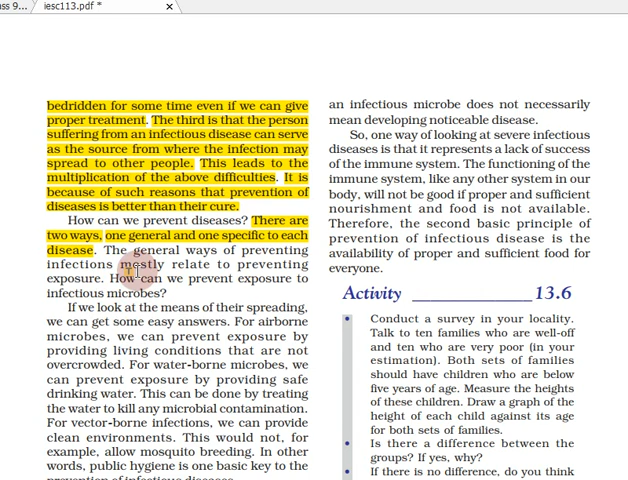 ss 9...
iesc113.pdf *
bedridden for some time even if we can give
proper treatment. The third is that the person
suffering from an infectious disease can serve
as the source from where the infection may
spread to other people. This leads to the
multiplication of the above difficulties. It is
because of such reasons that prevention of
diseases is better than their cure.
How can we prevent diseases? There are
two ways, one general and one specific to each
disease. The general ways of preventing
infections mostly relate to preventing
exposure. How can we prevent exposure to
infectious microbes?
If we look at the means of their spreading,
we can get some easy answers. For airborne
microbes, we can prevent exposure by
providing living conditions that are not
overcrowded. For water-borne microbes, we
can prevent exposure by providing safe
drinking water. This can be done by treating
the water to kill any microbial contamination.
For vector-borne infections, we can provide
clean environments. This would not, for
example, allow mosquito breeding. In other
words, public hygiene is one basic key to the
prevention of infectious diseases.
an infectious microbe does not necessarily
mean developing noticeable disease.
So, one way of looking at severe infectious
diseases is that it represents a lack of success
of the immune system. The functioning of the
immune system, like any other system in our
body, will not be good if proper and sufficient
nourishment and food is not available.
Therefore, the second basic principle of
prevention of infectious disease is the
availability of proper and sufficient food for
everyone.
Activity ______________ 13.6
• Conduct a survey in your locality.
Talk to ten families who are well-off
and ten who are very poor (in your
estimation). Both sets of families
should have children who are below
five years of age. Measure the heights
of these children. Draw a graph of the
height of each child against its age
for both sets of families.
• Is there a difference between the
groups? If yes, why?
• If there is no difference, do you think